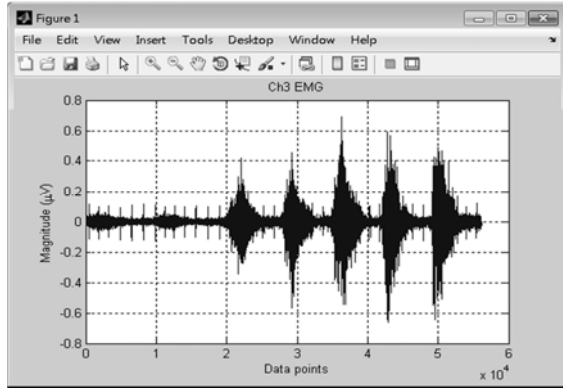 Figure 1
File Edit View Insert Tools Desktop Window Help
Ch3 EMG
0.8
0.6
0.4
0.2
0
-0.2
-0.4
-0.6
-0.8
Magnitude (µV)
0 1 2 3 4 5 6
Data points
x 10^4